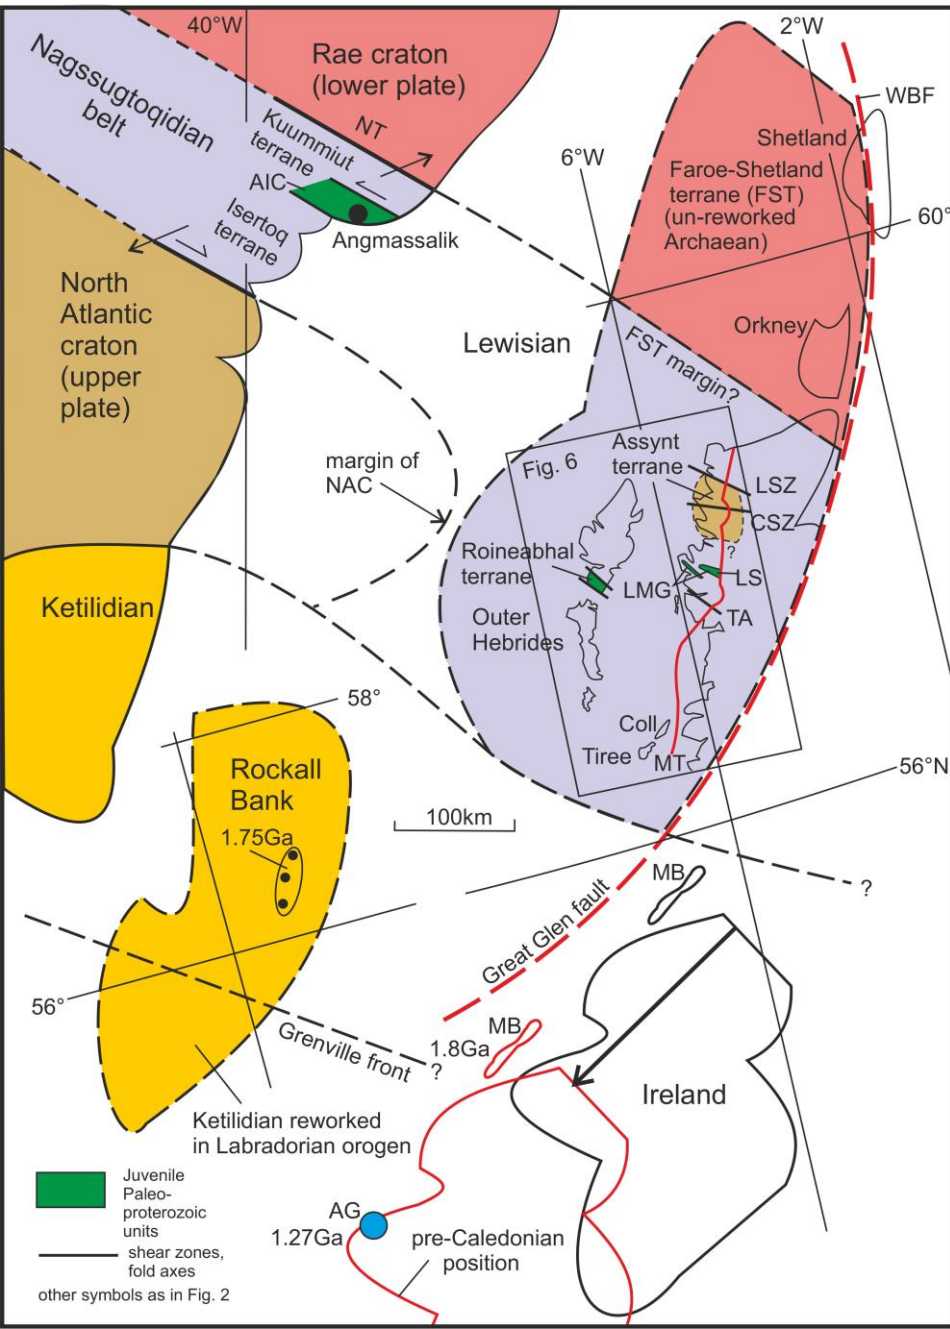 40°W
2°W
Rae craton
(lower plate)
Nagssugtoqidian
belt
WBF
NT
Kuummiut
terrane
Shetland
6°W
AIC
Faroe-Shetland
terrane (FST)
(un-reworked
Archaean)
Isertoq
terrane
Angmassalik
60°
North
Atlantic
craton
(upper
plate)
Orkney
Lewisian
FST margin?
Assynt
terrane
margin of
NAC
Fig. 6
LSZ
CSZ
?
Roineabhal
terrane
LMG
LS
Ketilidian
Outer
Hebrides
TA
58°
Coll
Tiree
MT
56°N
Rockall
Bank
100km
1.75Ga
MB
?
Great Glen fault
56°
MB
1.8Ga
Grenville front
?
Ireland
Ketilidian reworked
in Labradorian orogen
Juvenile
Paleo-
proterozoic
units
AG
1.27Ga
pre-Caledonian
position
shear zones,
fold axes
other symbols as in Fig. 2